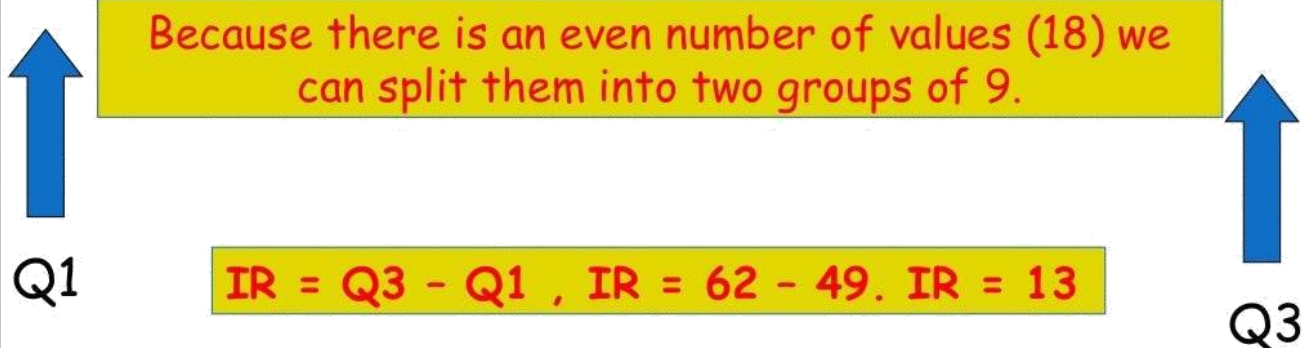 Because there is an even number of values (18) we
can split them into two groups of 9.
Q1
IR = Q3 - Q1 , IR = 62 - 49. IR = 13
Q3